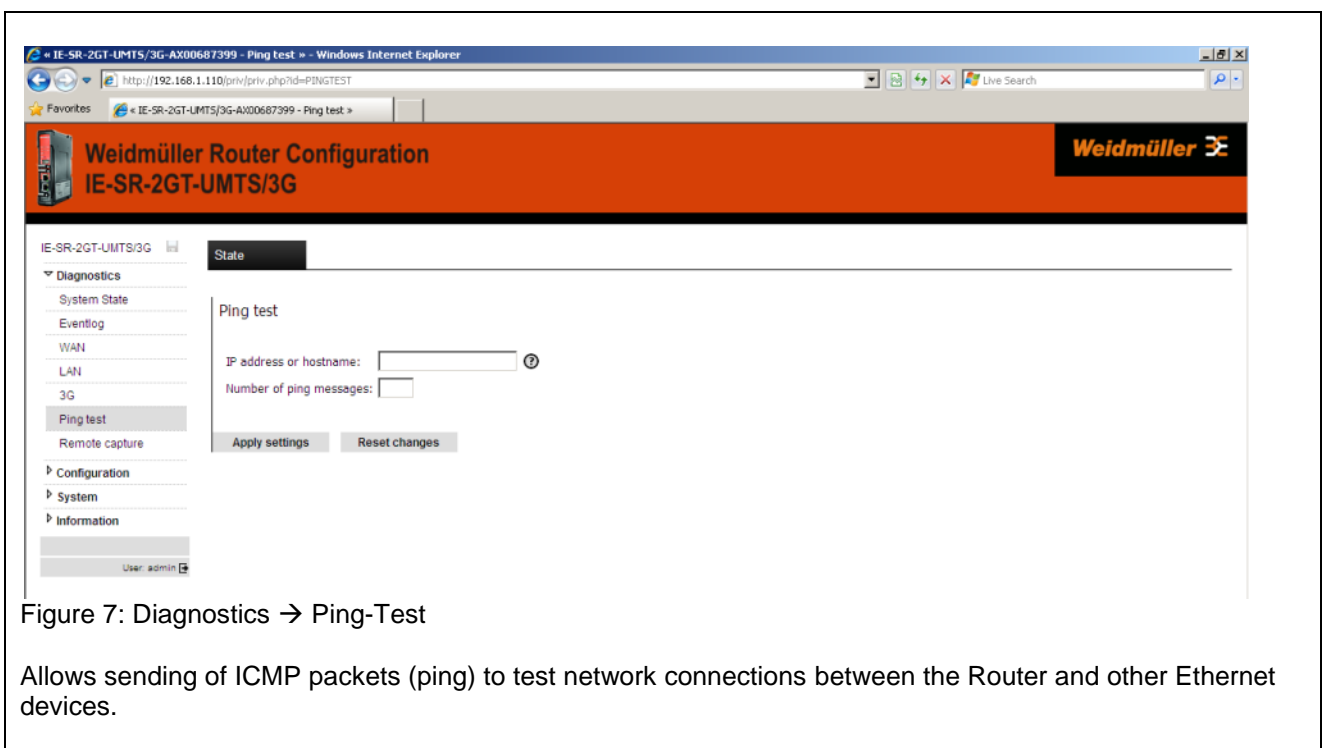 « IE-SR-2GT-UMTS/3G-AX00687399 - Ping test » - Windows Internet Explorer
http://192.168.1.110/priv/priv.php?id=PINGTEST
Live Search
Favorites
« IE-SR-2GT-UMTS/3G-AX00687399 - Ping test »
Weidmüller Router Configuration
IE-SR-2GT-UMTS/3G
Weidmüller
IE-SR-2GT-UMTS/3G
State
Diagnostics
System State
Eventlog
WAN
LAN
3G
Ping test
Remote capture
Configuration
System
Information
User: admin
Ping test
IP address or hostname:
Number of ping messages:
Apply settings Reset changes
Figure 7: Diagnostics → Ping-Test
Allows sending of ICMP packets (ping) to test network connections between the Router and other Ethernet
devices.